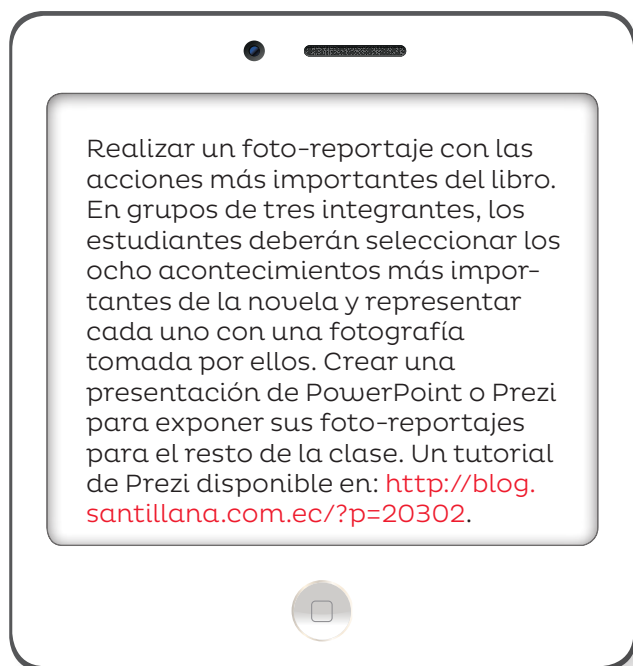 Realizar un foto-reportaje con las
acciones más importantes del libro.
En grupos de tres integrantes, los
estudiantes deberán seleccionar los
ocho acontecimientos más impor-
tantes de la novela y representar
cada uno con una fotografía
tomada por ellos. Crear una
presentación de PowerPoint o Prezi
para exponer sus foto-reportajes
para el resto de la clase. Un tutorial
de Prezi disponible en: http://blog.
santillana.com.ec/?p=20302.